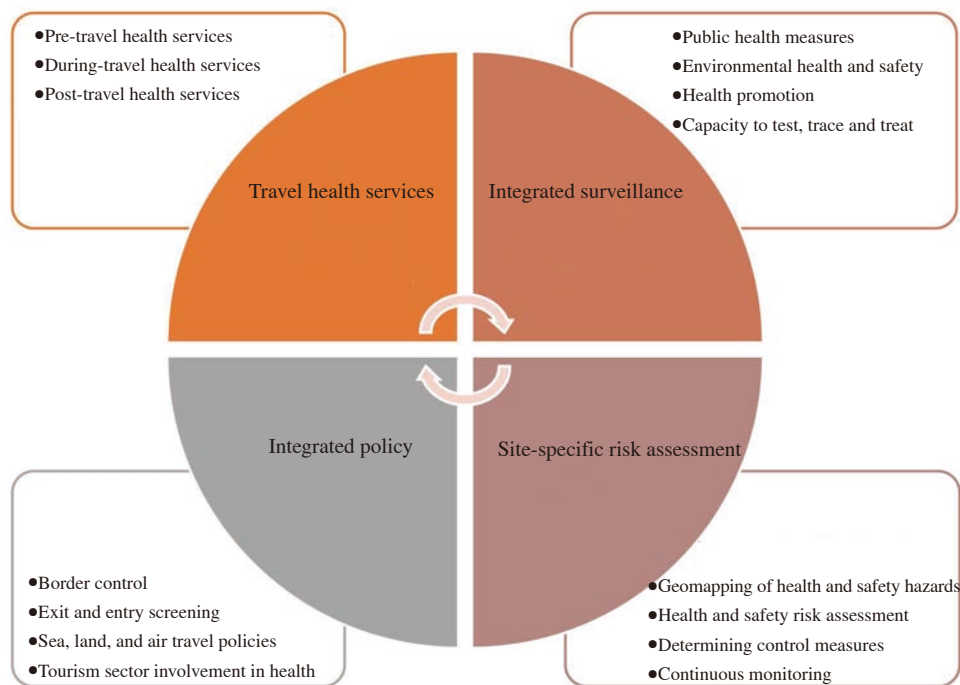 ●Pre-travel health services
●During-travel health services
●Post-travel health services
●Public health measures
●Environmental health and safety
●Health promotion
●Capacity to test, trace and treat
Travel health services
Integrated surveillance
Integrated policy
Site-specific risk assessment
●Border control
●Exit and entry screening
●Sea, land, and air travel policies
●Tourism sector involvement in health
●Geomapping of health and safety hazards
●Health and safety risk assessment
●Determining control measures
●Continuous monitoring